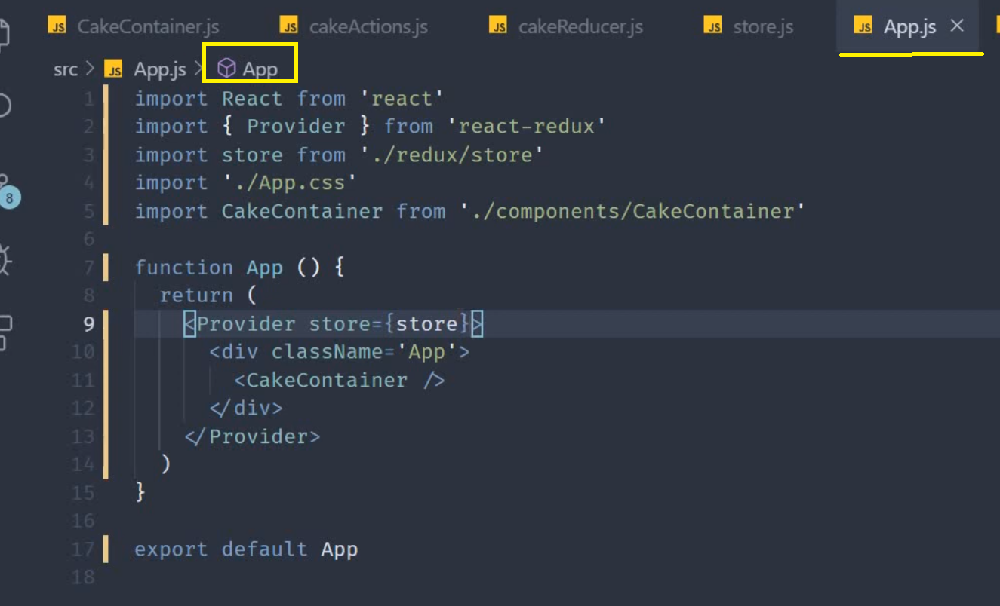 JS CakeContainer.js JS cakeActions.js JS cakeReducer.js JS store.js JS App.js ×
src > JS App.js > App
1 import React from 'react'
2 import { Provider } from 'react-redux'
3 import store from './redux/store'
4 import './App.css'
5 import CakeContainer from './components/CakeContainer'
6
7 function App () {
8 return (
9 <Provider store={store}>
10 <div className='App'>
11 <CakeContainer />
12 </div>
13 </Provider>
14 )
15 }
16
17 export default App
18
8